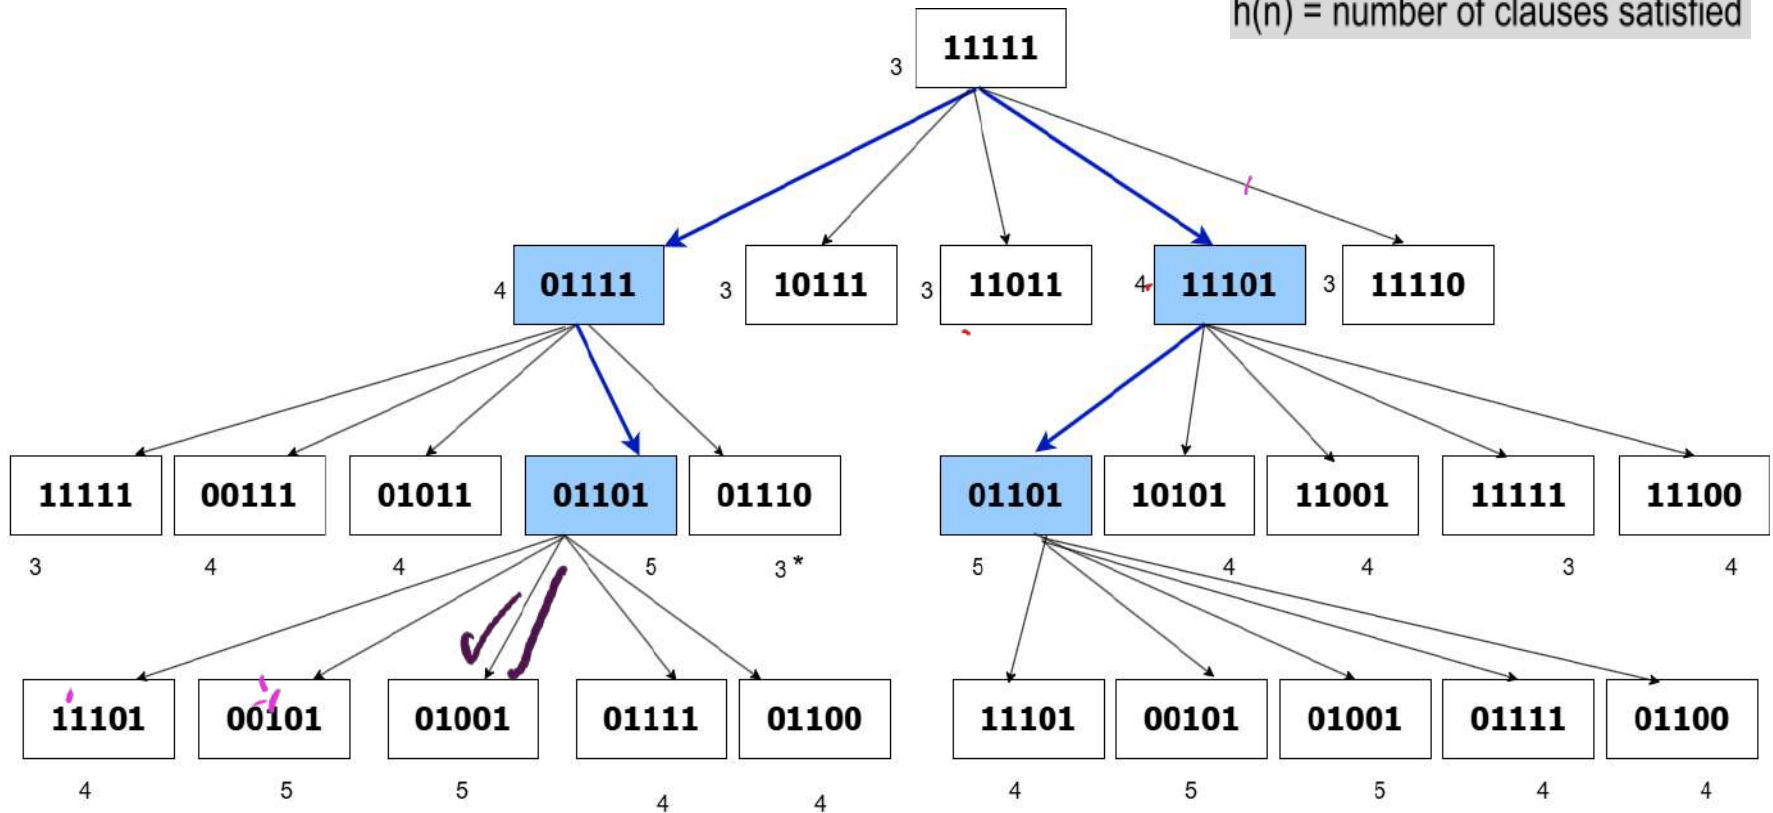 h(n) = number of clauses satisfied
11111
3
4 01111 3 10111 3 11011 4 11101 3 11110
11111 00111 01011 01101 01110 01101 10101 11001 11111 11100
3 4 4 5 3* 5 4 4 3 4
11101 00101 01001 01111 01100 11101 00101 01001 01111 01100
4 5 5 4 4 4 5 5 4 4